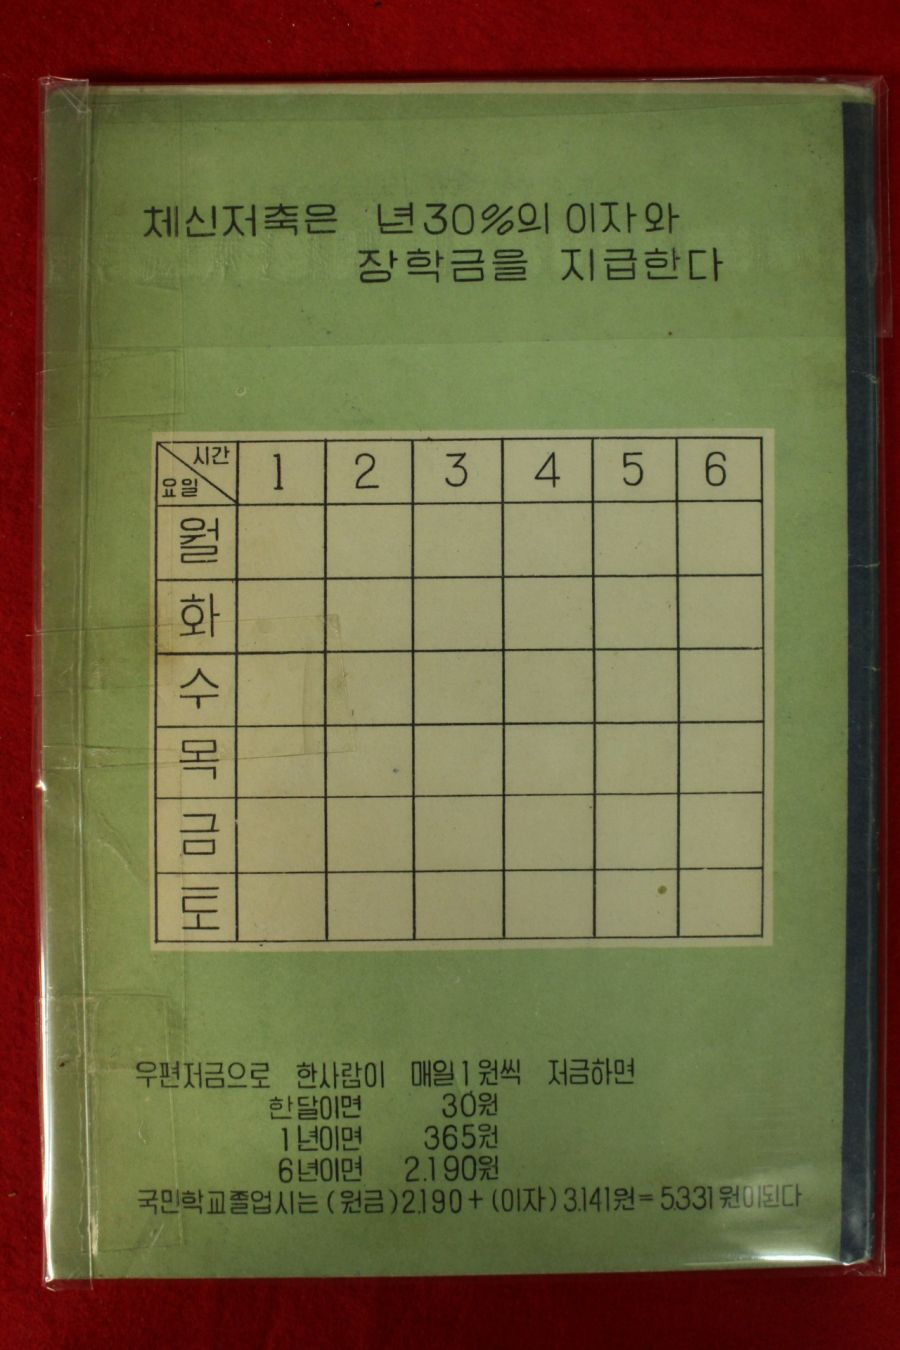 체신저축은 년30%의 이자와
장학금을 지급한다
시간
요일
1 2 3 4 5 6
월
화
수
목
금
토
우편저금으로 한사람이 매일1원씩 저금하면
한달이면 30원
1년이면 365원
6년이면 2.190원
국민학교졸업시는(원금)2.190+(이자)3.141원=5.331원이된다